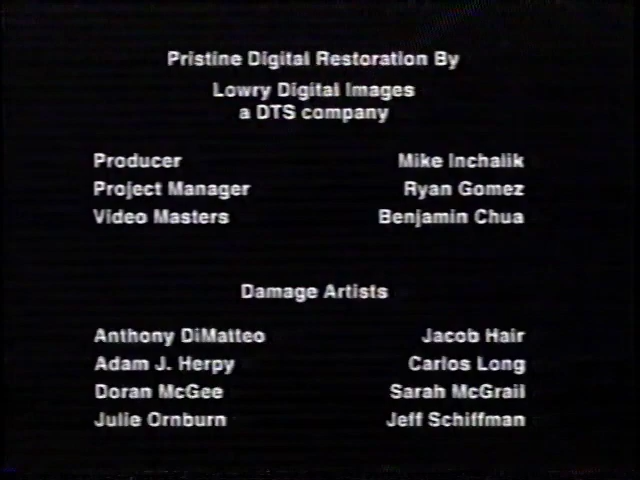 Pristine Digital Restoration By
Lowry Digital Images
a DTS company
Producer Mike Inchalik
Project Manager Ryan Gomez
Video Masters Benjamin Chua
Damage Artists
Anthony DiMatteo Jacob Hair
Adam J. Herpy Carlos Long
Doran McGee Sarah McGrail
Julie Ornburn Jeff Schiffman